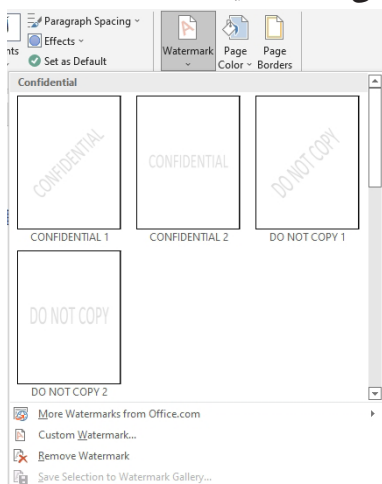 Paragraph Spacing
Effects
Set as Default
Watermark
Page Color
Page Borders
Confidential
CONFIDENTIAL
CONFIDENTIAL
DO NOT COPY
CONFIDENTIAL 1
CONFIDENTIAL 2
DO NOT COPY 1
DO NOT COPY
DO NOT COPY 2
More Watermarks from Office.com
Custom Watermark...
Remove Watermark
Save Selection to Watermark Gallery...